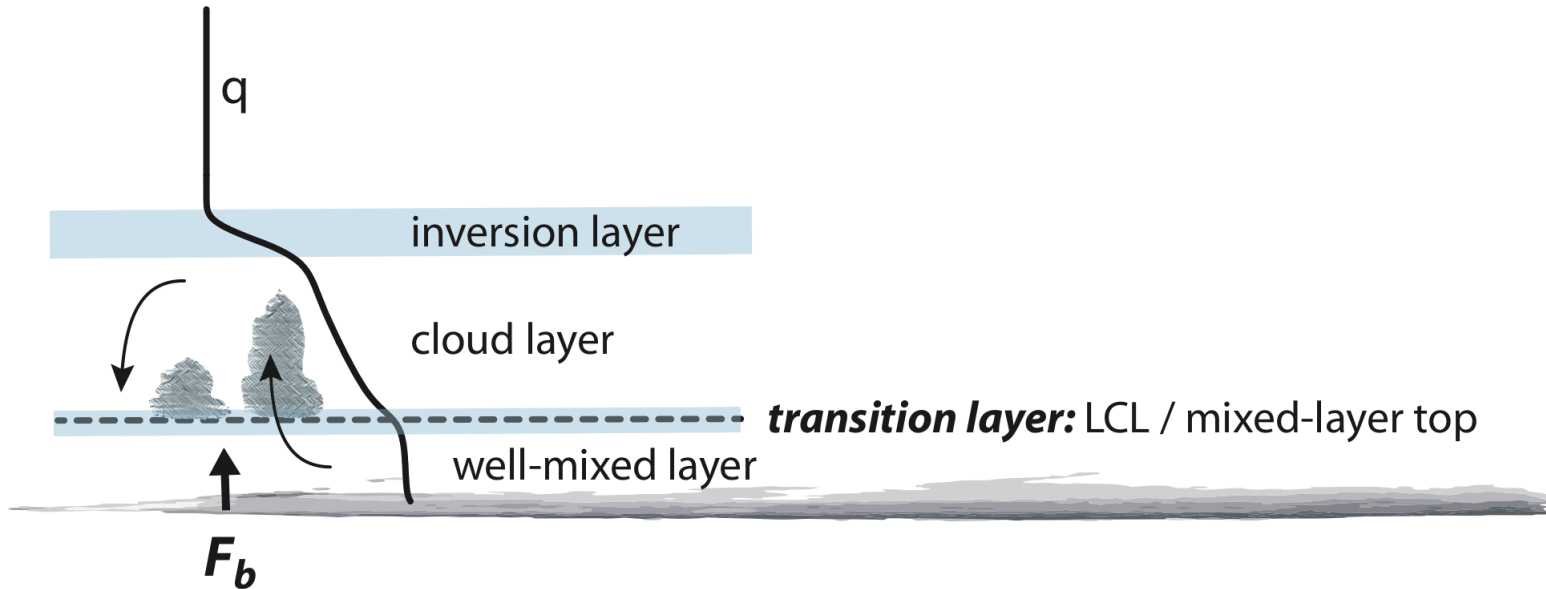 q
inversion layer
cloud layer
transition layer: LCL / mixed-layer top
well-mixed layer
F_b